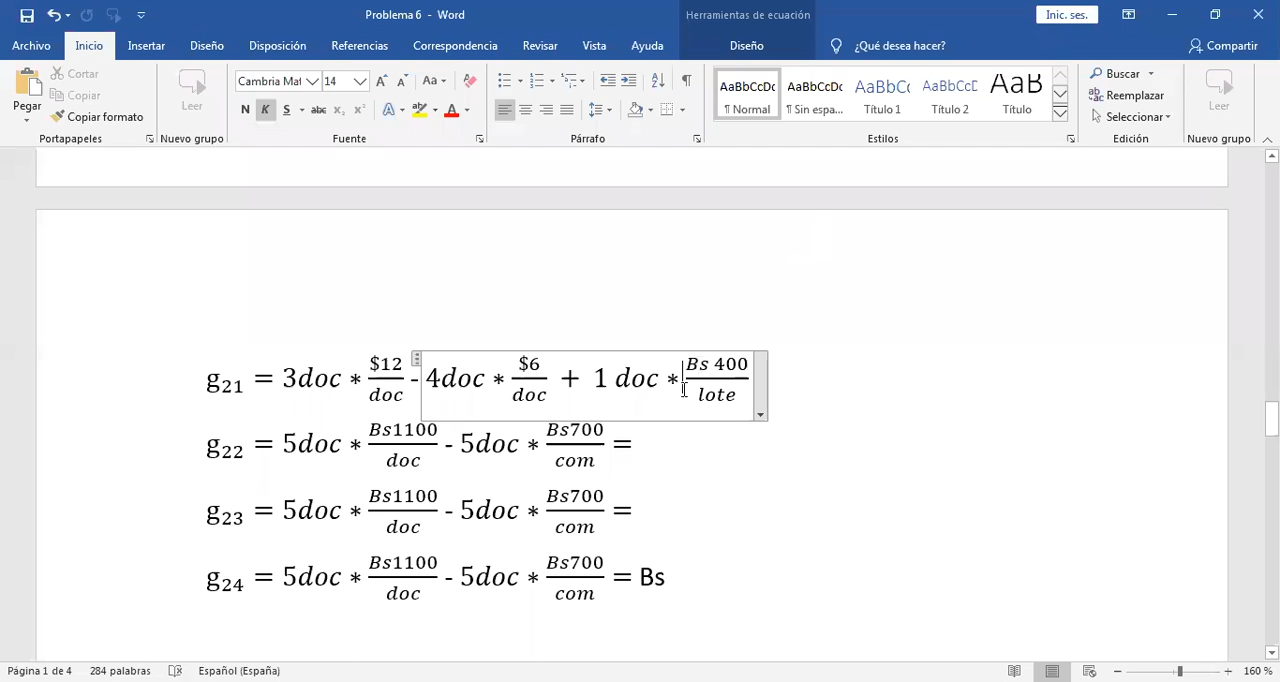 Problema 6 - Word
Herramientas de ecuación
Inic. ses.
Archivo Inicio Insertar Diseño Disposición Referencias Correspondencia Revisar Vista Ayuda Diseño ¿Qué desea hacer? Compartir
Pegar
Cortar
Copiar
Copiar formato
Portapapeles
Leer
Nuevo grupo
Cambria Mat 14
N K S abc x₂ x²
Fuente
Párrafo
AaBbCcDc AaBbCcDc AaBbCc AaBbCcD AaB
¶ Normal ¶ Sin espa... Título 1 Título 2 Título
Estilos
Buscar
Reemplazar
Seleccionar
Edición
Leer
Nuevo grupo
g₂₁ = 3doc ∗ $12/doc - 4doc ∗ $6/doc + 1 doc ∗ Bs 400/lote
g₂₂ = 5doc ∗ Bs1100/doc - 5doc ∗ Bs700/com =
g₂₃ = 5doc ∗ Bs1100/doc - 5doc ∗ Bs700/com =
g₂₄ = 5doc ∗ Bs1100/doc - 5doc ∗ Bs700/com = Bs
Página 1 de 4 284 palabras Español (España) 160 %